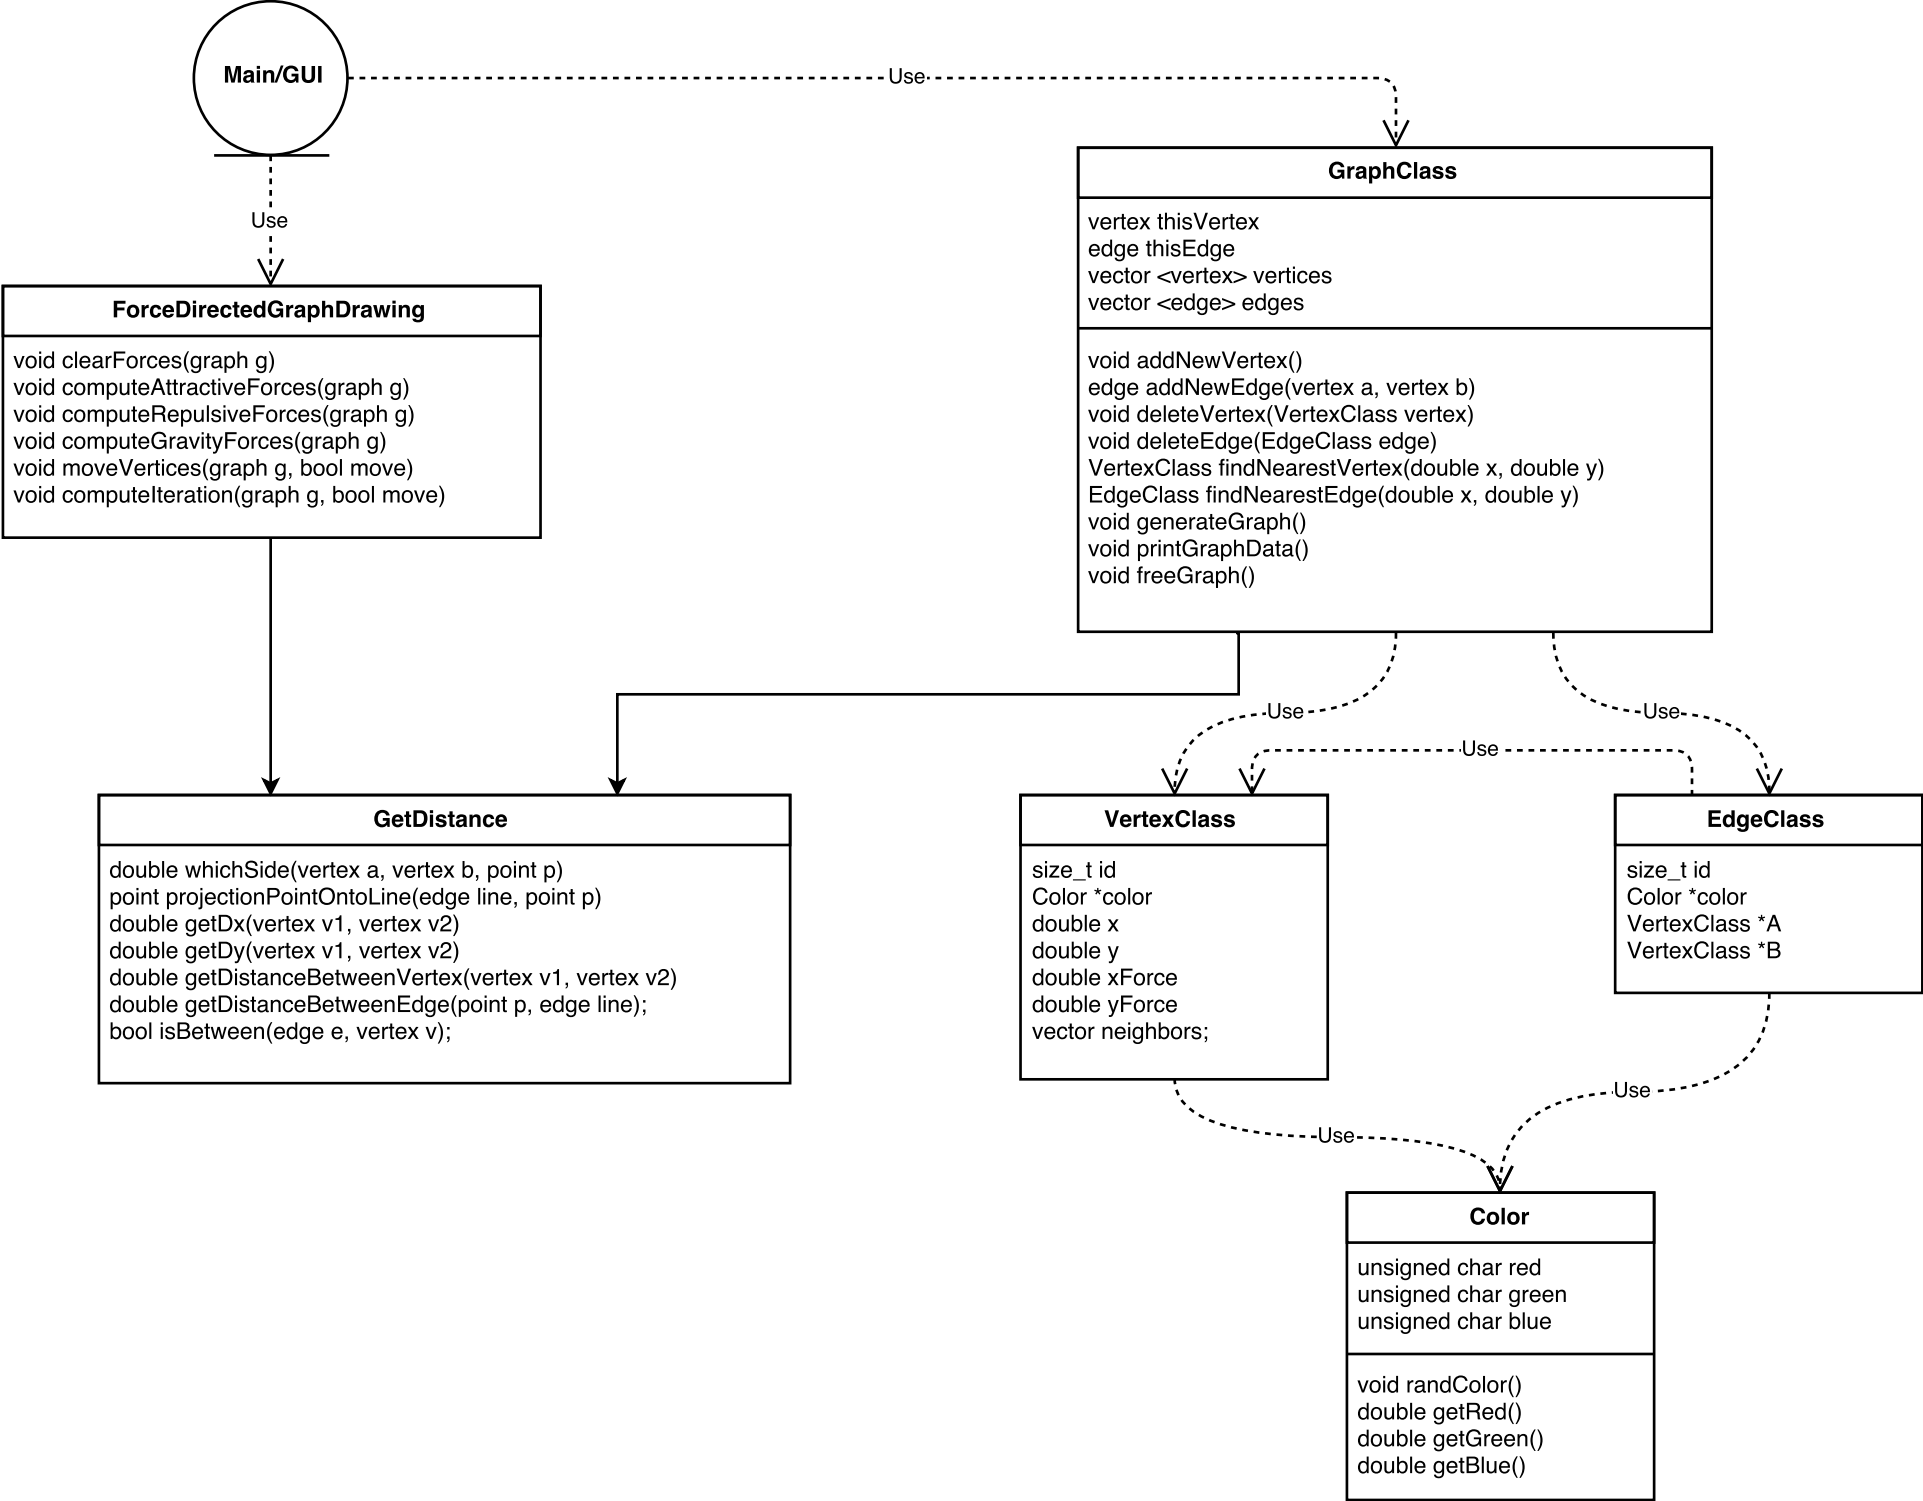 Main/GUI
Use
Use
ForceDirectedGraphDrawing
void clearForces(graph g)
void computeAttractiveForces(graph g)
void computeRepulsiveForces(graph g)
void computeGravityForces(graph g)
void moveVertices(graph g, bool move)
void computeIteration(graph g, bool move)
GraphClass
vertex thisVertex
edge thisEdge
vector <vertex> vertices
vector <edge> edges
void addNewVertex()
edge addNewEdge(vertex a, vertex b)
void deleteVertex(VertexClass vertex)
void deleteEdge(EdgeClass edge)
VertexClass findNearestVertex(double x, double y)
EdgeClass findNearestEdge(double x, double y)
void generateGraph()
void printGraphData()
void freeGraph()
Use
Use
Use
GetDistance
double whichSide(vertex a, vertex b, point p)
point projectionPointOntoLine(edge line, point p)
double getDx(vertex v1, vertex v2)
double getDy(vertex v1, vertex v2)
double getDistanceBetweenVertex(vertex v1, vertex v2)
double getDistanceBetweenEdge(point p, edge line);
bool isBetween(edge e, vertex v);
VertexClass
size_t id
Color *color
double x
double y
double xForce
double yForce
vector neighbors;
EdgeClass
size_t id
Color *color
VertexClass *A
VertexClass *B
Use
Use
Color
unsigned char red
unsigned char green
unsigned char blue
void randColor()
double getRed()
double getGreen()
double getBlue()